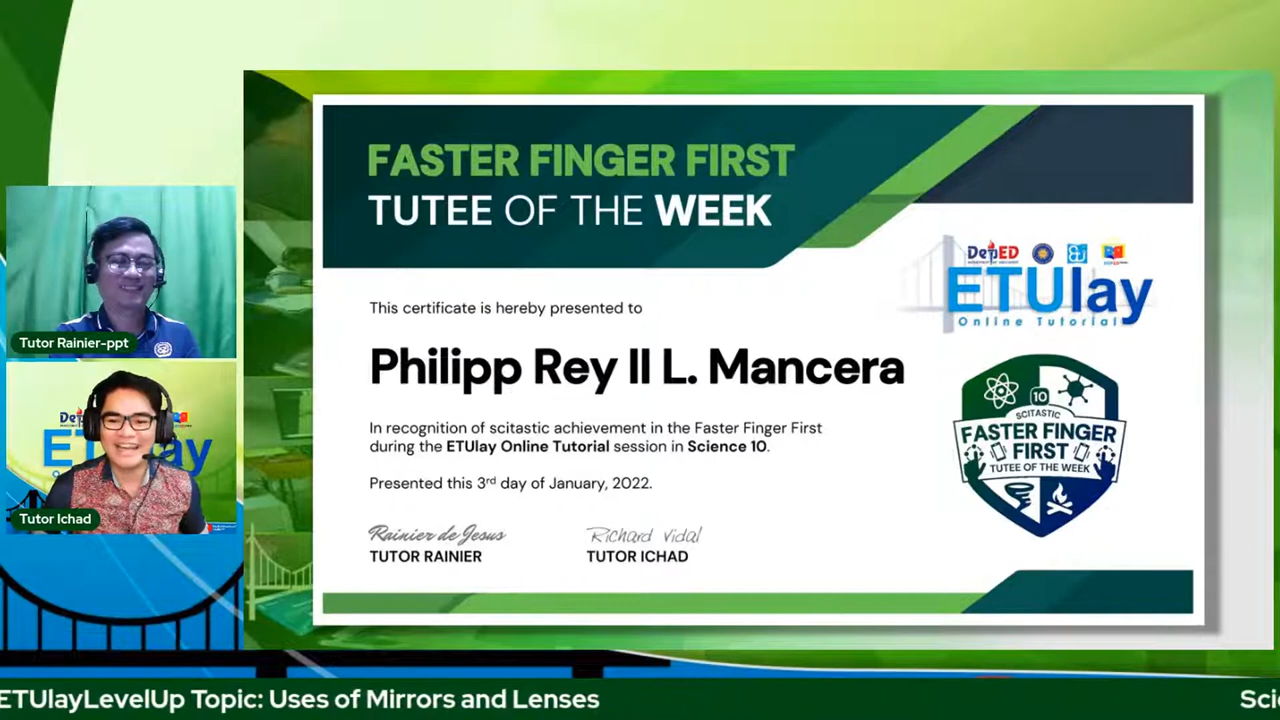 FASTER FINGER FIRST
TUTEE OF THE WEEK
DepED
ETUlay
Online Tutorial
This certificate is hereby presented to
Philipp Rey II L. Mancera
In recognition of scitastic achievement in the Faster Finger First
during the ETUlay Online Tutorial session in Science 10.
Presented this 3rd day of January, 2022.
Rainier de Jesus
TUTOR RAINIER
Richard Vidal
TUTOR ICHAD
10
SCITASTIC
FASTER FINGER
FIRST
TUTEE OF THE WEEK
Tutor Rainier-ppt
Tutor Ichad
ETUlayLevelUp Topic: Uses of Mirrors and Lenses
Scie